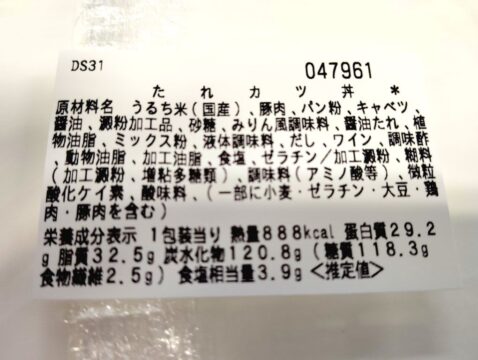 DS31 047961
たれカツ丼*
原材料名 うるち米(国産)、豚肉、パン粉、キャベツ、
醤油、澱粉加工品、砂糖、みりん風調味料、醤油たれ、植
物油脂、ミックス粉、液体調味料、だし、ワイン、調味酢
、動物油脂、加工油脂、食塩、ゼラチン/加工澱粉、糊料
(加工澱粉、増粘多糖類)、調味料(アミノ酸等)、微粒
酸化ケイ素、酸味料、(一部に小麦・ゼラチン・大豆・鶏
肉・豚肉を含む)
栄養成分表示 1包装当り 熱量888kcal 蛋白質29.2
g 脂質32.5g 炭水化物120.8g(糖質118.3g
食物繊維2.5g) 食塩相当量3.9g <推定値>